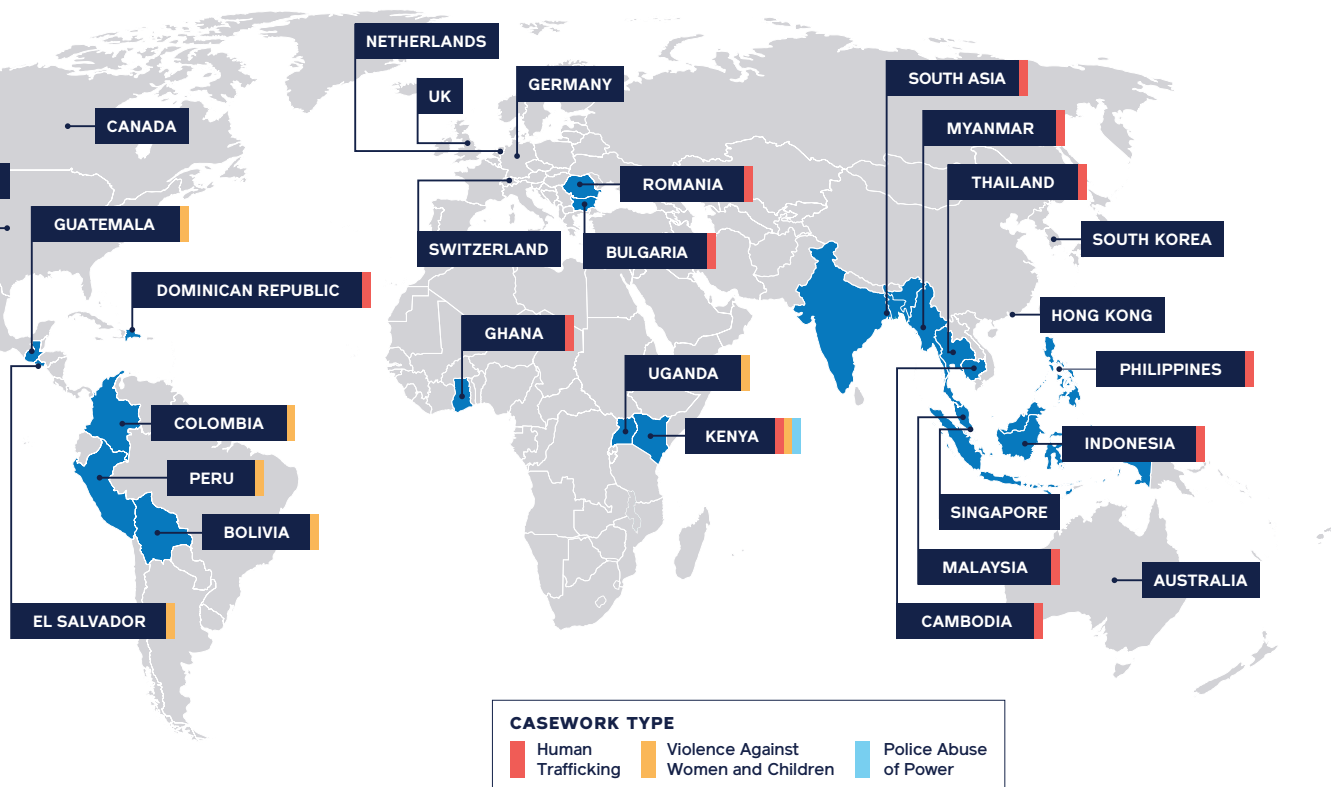 NETHERLANDS
UK
GERMANY
SOUTH ASIA
CANADA
MYANMAR
ROMANIA
THAILAND
GUATEMALA
SWITZERLAND
BULGARIA
SOUTH KOREA
DOMINICAN REPUBLIC
GHANA
HONG KONG
UGANDA
PHILIPPINES
COLOMBIA
KENYA
INDONESIA
PERU
BOLIVIA
SINGAPORE
MALAYSIA
AUSTRALIA
EL SALVADOR
CAMBODIA
CASEWORK TYPE
Human
Trafficking
Violence Against
Women and Children
Police Abuse
of Power